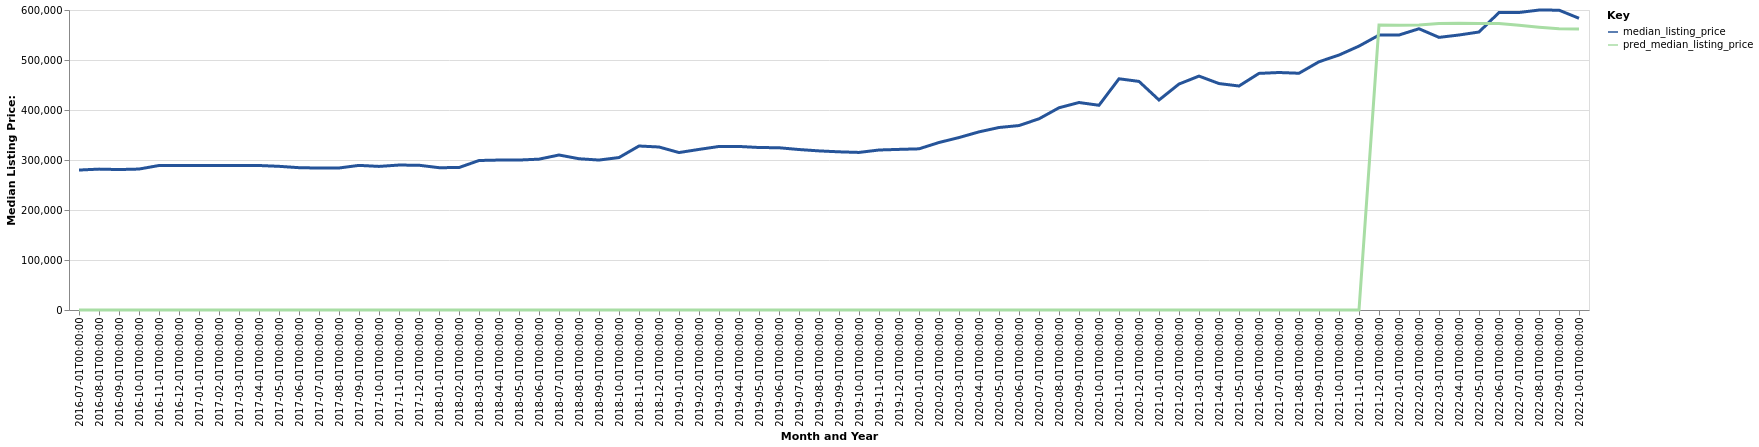 Key
median_listing_price
pred_median_listing_price
Median Listing Price:
600,000
500,000
400,000
300,000
200,000
100,000
0
2016-07-01T00:00:00
2016-08-01T00:00:00
2016-09-01T00:00:00
2016-10-01T00:00:00
2016-11-01T00:00:00
2016-12-01T00:00:00
2017-01-01T00:00:00
2017-02-01T00:00:00
2017-03-01T00:00:00
2017-04-01T00:00:00
2017-05-01T00:00:00
2017-06-01T00:00:00
2017-07-01T00:00:00
2017-08-01T00:00:00
2017-09-01T00:00:00
2017-10-01T00:00:00
2017-11-01T00:00:00
2017-12-01T00:00:00
2018-01-01T00:00:00
2018-02-01T00:00:00
2018-03-01T00:00:00
2018-04-01T00:00:00
2018-05-01T00:00:00
2018-06-01T00:00:00
2018-07-01T00:00:00
2018-08-01T00:00:00
2018-09-01T00:00:00
2018-10-01T00:00:00
2018-11-01T00:00:00
2018-12-01T00:00:00
2019-01-01T00:00:00
2019-02-01T00:00:00
2019-03-01T00:00:00
2019-04-01T00:00:00
2019-05-01T00:00:00
2019-06-01T00:00:00
2019-07-01T00:00:00
2019-08-01T00:00:00
2019-09-01T00:00:00
2019-10-01T00:00:00
2019-11-01T00:00:00
2019-12-01T00:00:00
2020-01-01T00:00:00
2020-02-01T00:00:00
2020-03-01T00:00:00
2020-04-01T00:00:00
2020-05-01T00:00:00
2020-06-01T00:00:00
2020-07-01T00:00:00
2020-08-01T00:00:00
2020-09-01T00:00:00
2020-10-01T00:00:00
2020-11-01T00:00:00
2020-12-01T00:00:00
2021-01-01T00:00:00
2021-02-01T00:00:00
2021-03-01T00:00:00
2021-04-01T00:00:00
2021-05-01T00:00:00
2021-06-01T00:00:00
2021-07-01T00:00:00
2021-08-01T00:00:00
2021-09-01T00:00:00
2021-10-01T00:00:00
2021-11-01T00:00:00
2021-12-01T00:00:00
2022-01-01T00:00:00
2022-02-01T00:00:00
2022-03-01T00:00:00
2022-04-01T00:00:00
2022-05-01T00:00:00
2022-06-01T00:00:00
2022-07-01T00:00:00
2022-08-01T00:00:00
2022-09-01T00:00:00
2022-10-01T00:00:00
Month and Year